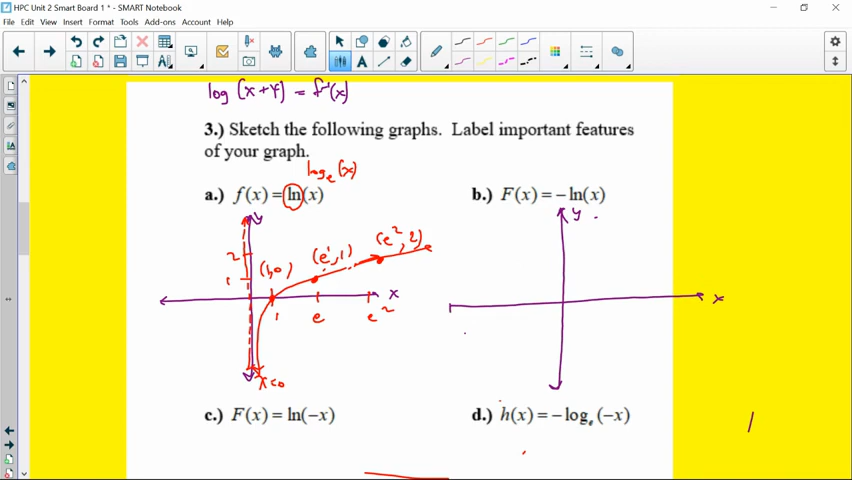 HPC Unit 2 Smart Board 1 * - SMART Notebook
File Edit View Insert Format Tools Add-ons Account Help
log (x+4) = f⁻¹(x)
3.) Sketch the following graphs. Label important features
of your graph.
logₑ(x)
a.) f(x) = ln(x)
b.) F(x) = −ln(x)
y
y
2
1
(1,0)
(e¹, 1)
(e², 2)
x
x
1
e
e²
x=0
c.) F(x) = ln(−x)
d.) h(x) = −logₑ(−x)